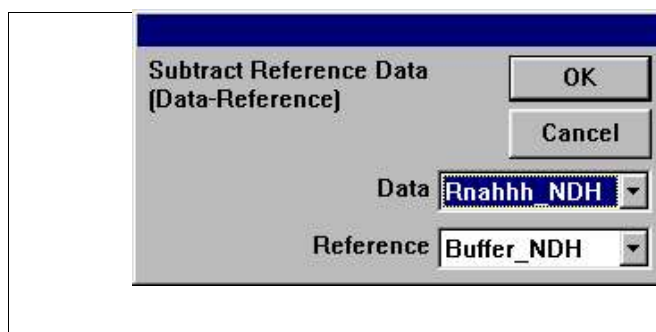 Subtract Reference Data
(Data-Reference)
OK
Cancel
Data Rnahhh_NDH
Reference Buffer_NDH